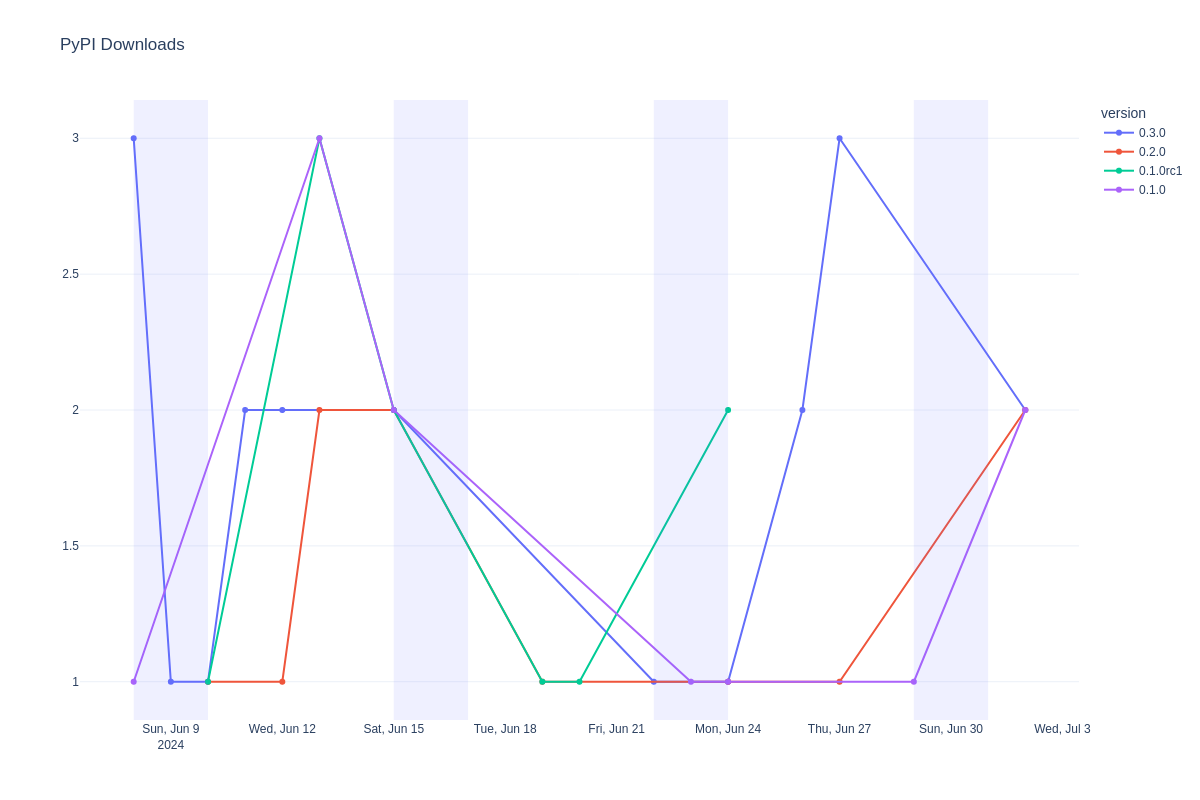 PyPI Downloads
version
0.3.0
0.2.0
0.1.0rc1
0.1.0
3
2.5
2
1.5
1
Sun, Jun 9
2024
Wed, Jun 12
Sat, Jun 15
Tue, Jun 18
Fri, Jun 21
Mon, Jun 24
Thu, Jun 27
Sun, Jun 30
Wed, Jul 3